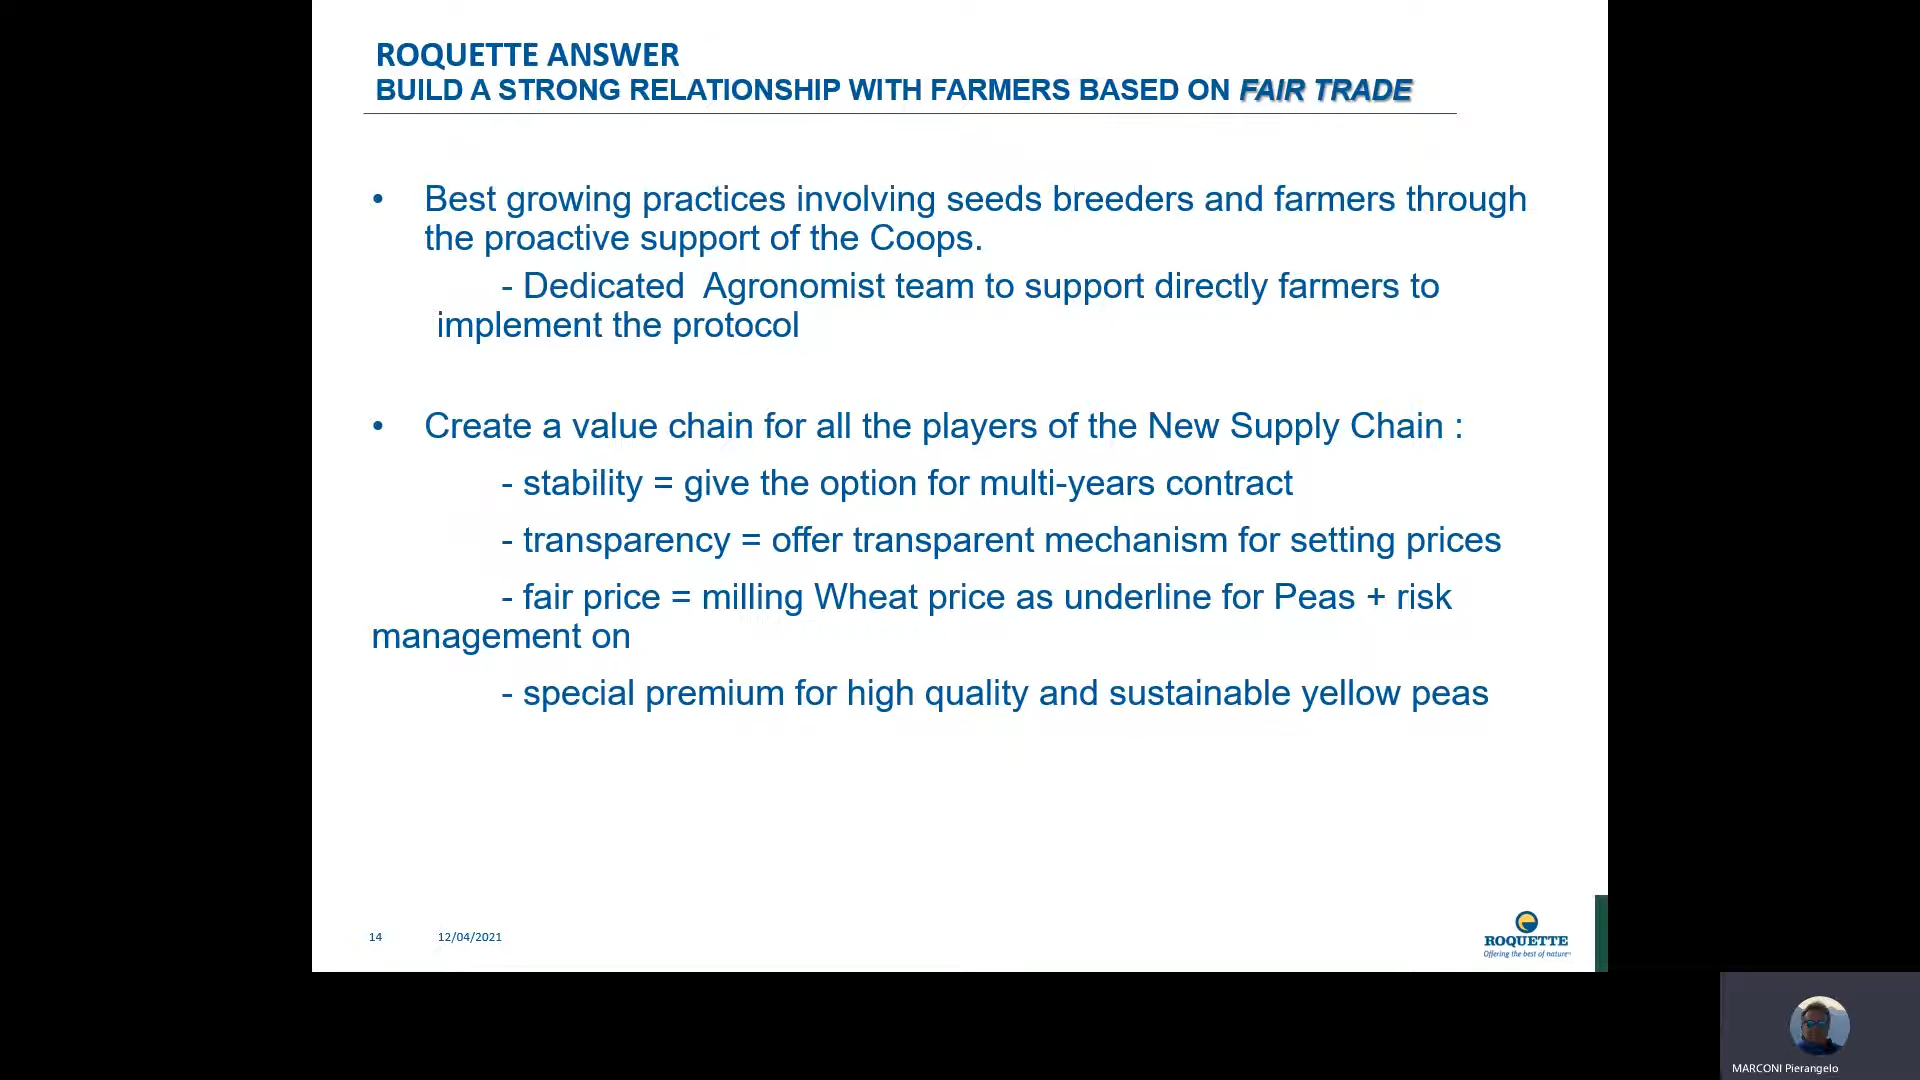 ROQUETTE ANSWER
BUILD A STRONG RELATIONSHIP WITH FARMERS BASED ON FAIR TRADE
• Best growing practices involving seeds breeders and farmers through
the proactive support of the Coops.
- Dedicated  Agronomist team to support directly farmers to
implement the protocol
• Create a value chain for all the players of the New Supply Chain :
- stability = give the option for multi-years contract
- transparency = offer transparent mechanism for setting prices
- fair price = milling Wheat price as underline for Peas + risk
management on
- special premium for high quality and sustainable yellow peas
14 12/04/2021
ROQUETTE
Offering the best of nature™
MARCONI Pierangelo